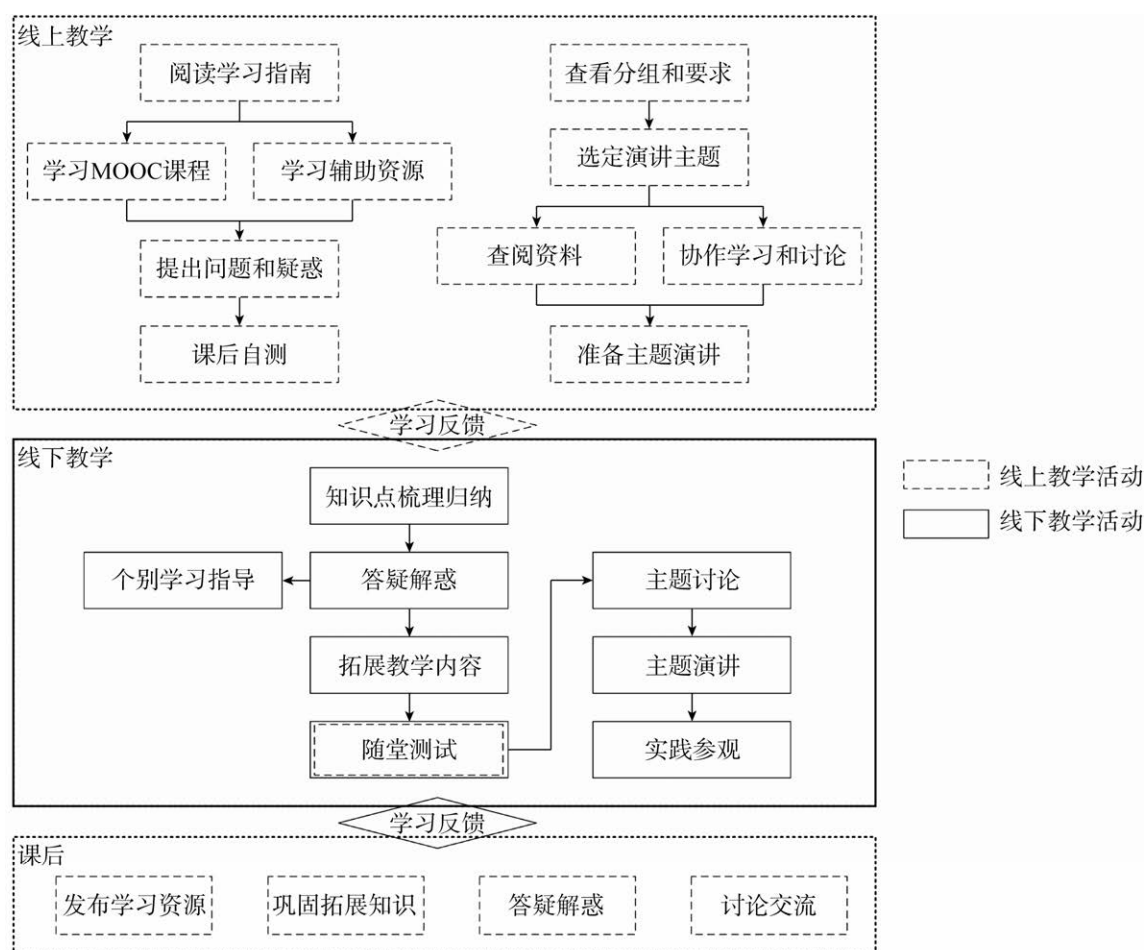 线上教学
阅读学习指南
查看分组和要求
学习MOOC课程
学习辅助资源
选定演讲主题
提出问题和疑惑
查阅资料
协作学习和讨论
课后自测
准备主题演讲
学习反馈
线下教学
知识点梳理归纳
个别学习指导
答疑解惑
主题讨论
拓展教学内容
主题演讲
随堂测试
实践参观
线上教学活动
线下教学活动
学习反馈
课后
发布学习资源
巩固拓展知识
答疑解惑
讨论交流